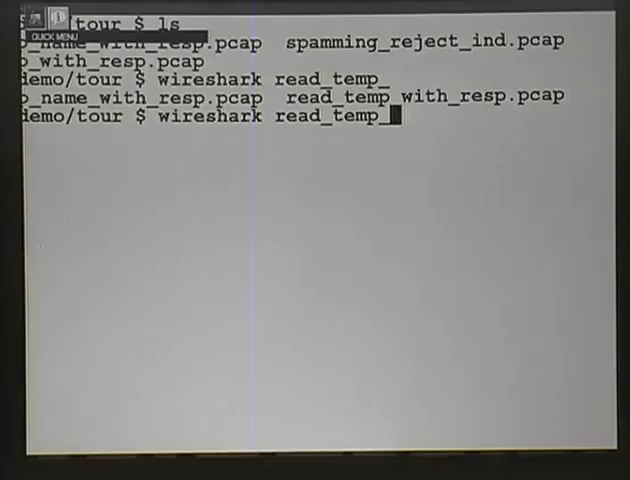 /tour $ ls
QUICK MENU
_name_with_resp.pcap spamming_reject_ind.pcap
_with_resp.pcap
demo/tour $ wireshark read_temp_
_name_with_resp.pcap read_temp_with_resp.pcap
demo/tour $ wireshark read_temp_